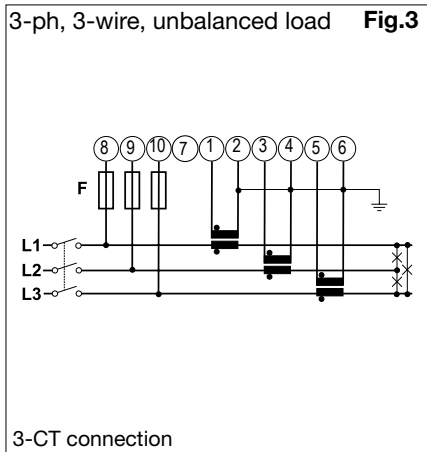 3-ph, 3-wire, unbalanced load Fig.3
8 9 10 7 1 2 3 4 5 6
F
L1
L2
L3
3-CT connection